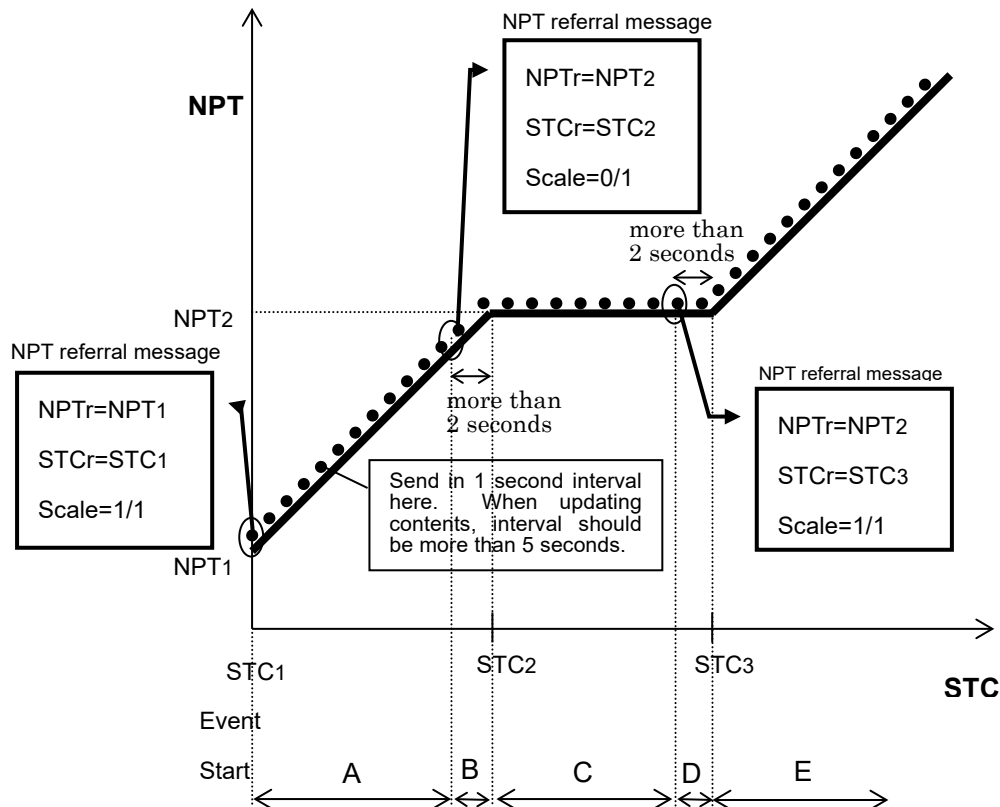 NPT referral message
NPTr=NPT2
STCr=STC2
Scale=0/1
NPT
more than
2 seconds
NPT2
NPT referral message
NPTr=NPT1
STCr=STC1
Scale=1/1
more than
2 seconds
NPT referral message
NPTr=NPT2
STCr=STC3
Scale=1/1
Send in 1 second interval
here. When updating
contents, interval should
be more than 5 seconds.
NPT1
STC1
STC2
STC3
STC
Event
Start
A
B
C
D
E